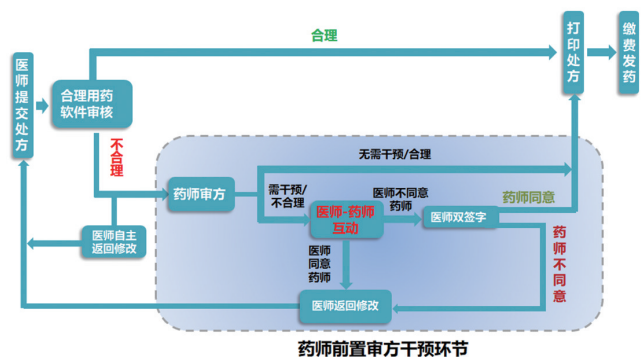 合理
医师提交处方
合理用药
软件审核
打印处方
缴费发药
不合理
无需干预/合理
药师审方
需干预/
不合理
医师-药师
互动
医师不同意
药师
医师双签字
药师同意
医师自主
返回修改
医师
同意
药师
药师不同意
医师返回修改
药师前置审方干预环节